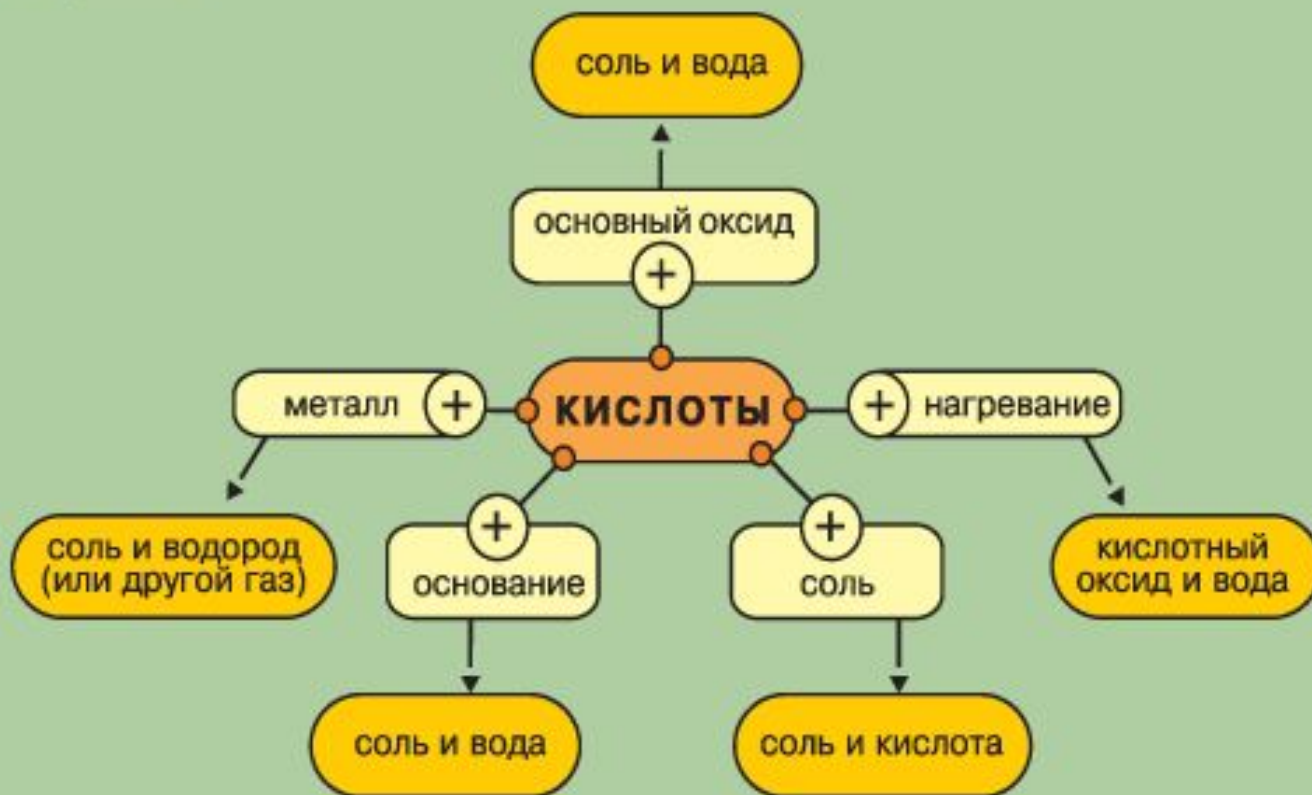 соль и вода
основный оксид
+
металл +
КИСЛОТЫ
+ нагревание
+
основание
+
соль
соль и водород
(или другой газ)
кислотный
оксид и вода
соль и вода
соль и кислота